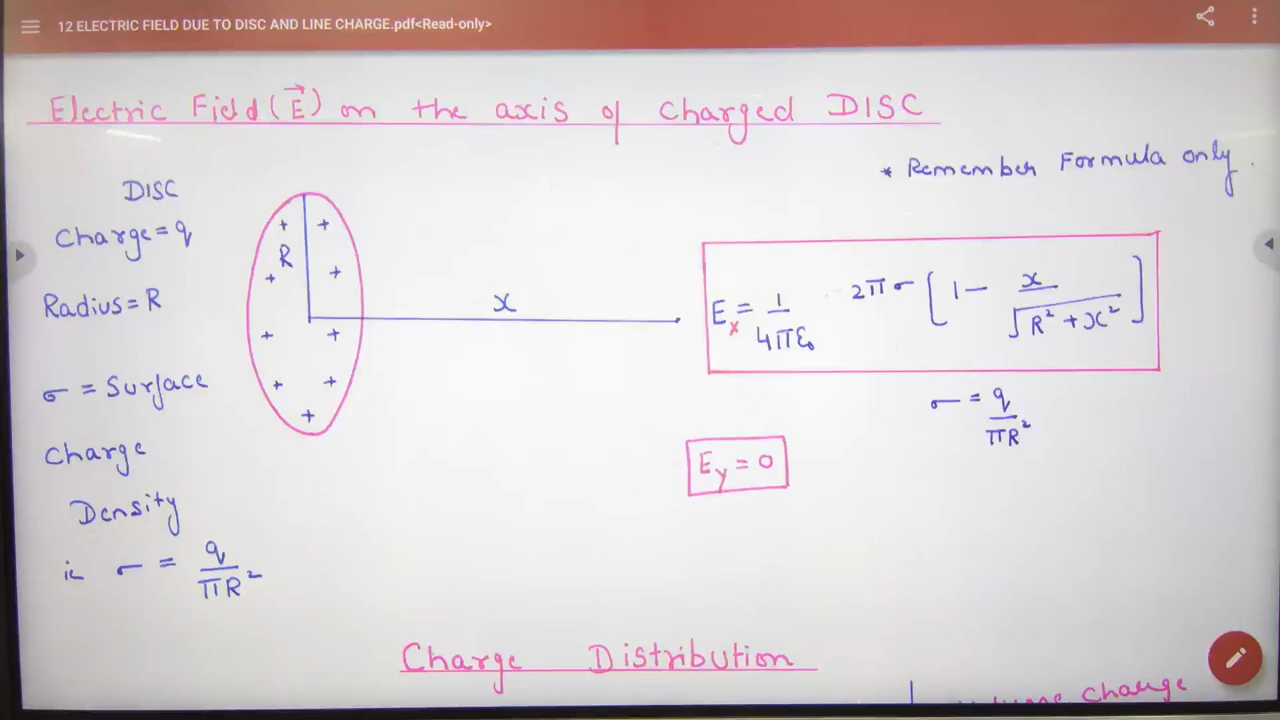 12 ELECTRIC FIELD DUE TO DISC AND LINE CHARGE.pdf<Read-only>
Electric Field (E⃗) on the axis of Charged DISC
* Remember Formula only.
DISC
Charge = q
Radius = R
σ = Surface
Charge
Density
ie σ = q/πR²
+ +
R
+ +
+ +
+ +
+
x
Eₓ = 1/4πε₀ 2πσ [1 - x/√R² + x²]
σ = q/πR²
E_y = 0
Charge Distribution
Charge